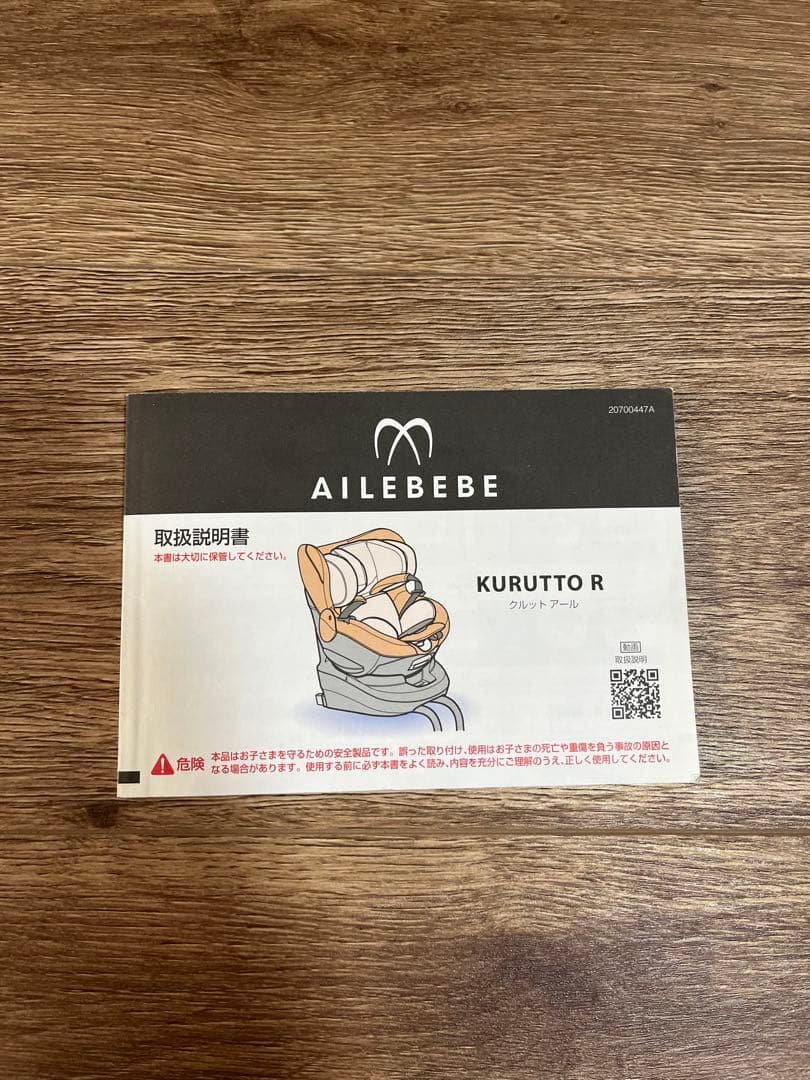 20700447A
AILEBEBE
取扱説明書
本書は大切に保管してください。
KURUTTO R
クルット アール
動画
取扱説明
危険 本品はお子さまを守るための安全製品です。誤った取り付け、使用はお子さまの死亡や重傷を負う事故の原因と
なる場合があります。使用する前に必ず本書をよく読み、内容を充分にご理解のうえ、正しく使用してください。